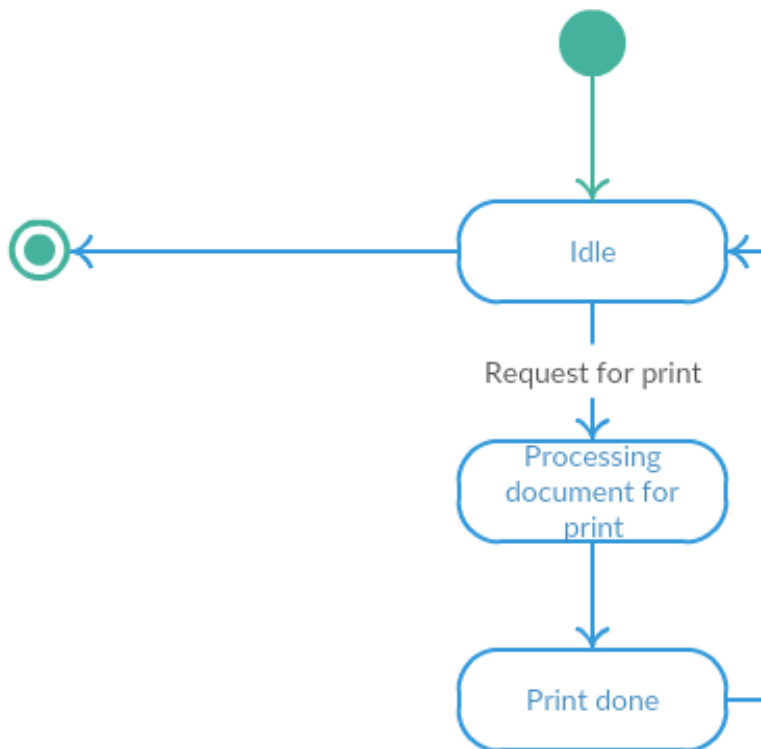 Idle
Request for print
Processing
document for
print
Print done